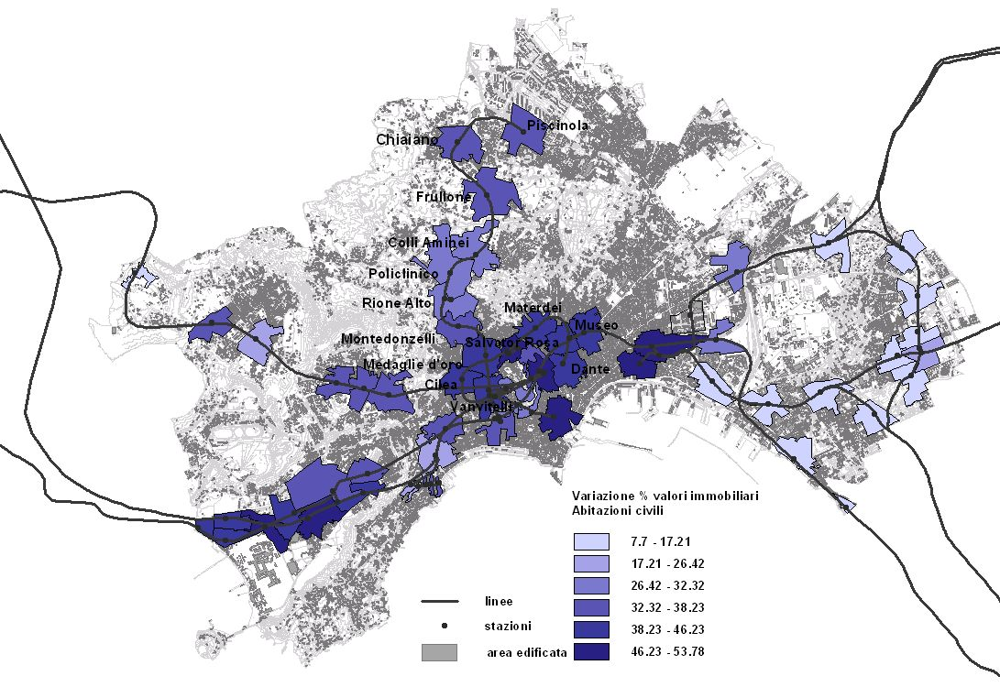 Piscinola
Chiaiano
Frullone
Colli Aminei
Policlinico
Rione Alto
Materdei
Museo
Montedonzelli
Salvator Rosa
Medaglie d'oro
Dante
Cilea
Vanvitelli
Variazione % valori immobiliari
Abitazioni civili
7.7 - 17.21
17.21 - 26.42
26.42 - 32.32
32.32 - 38.23
38.23 - 46.23
46.23 - 53.78
linee
stazioni
area edificata